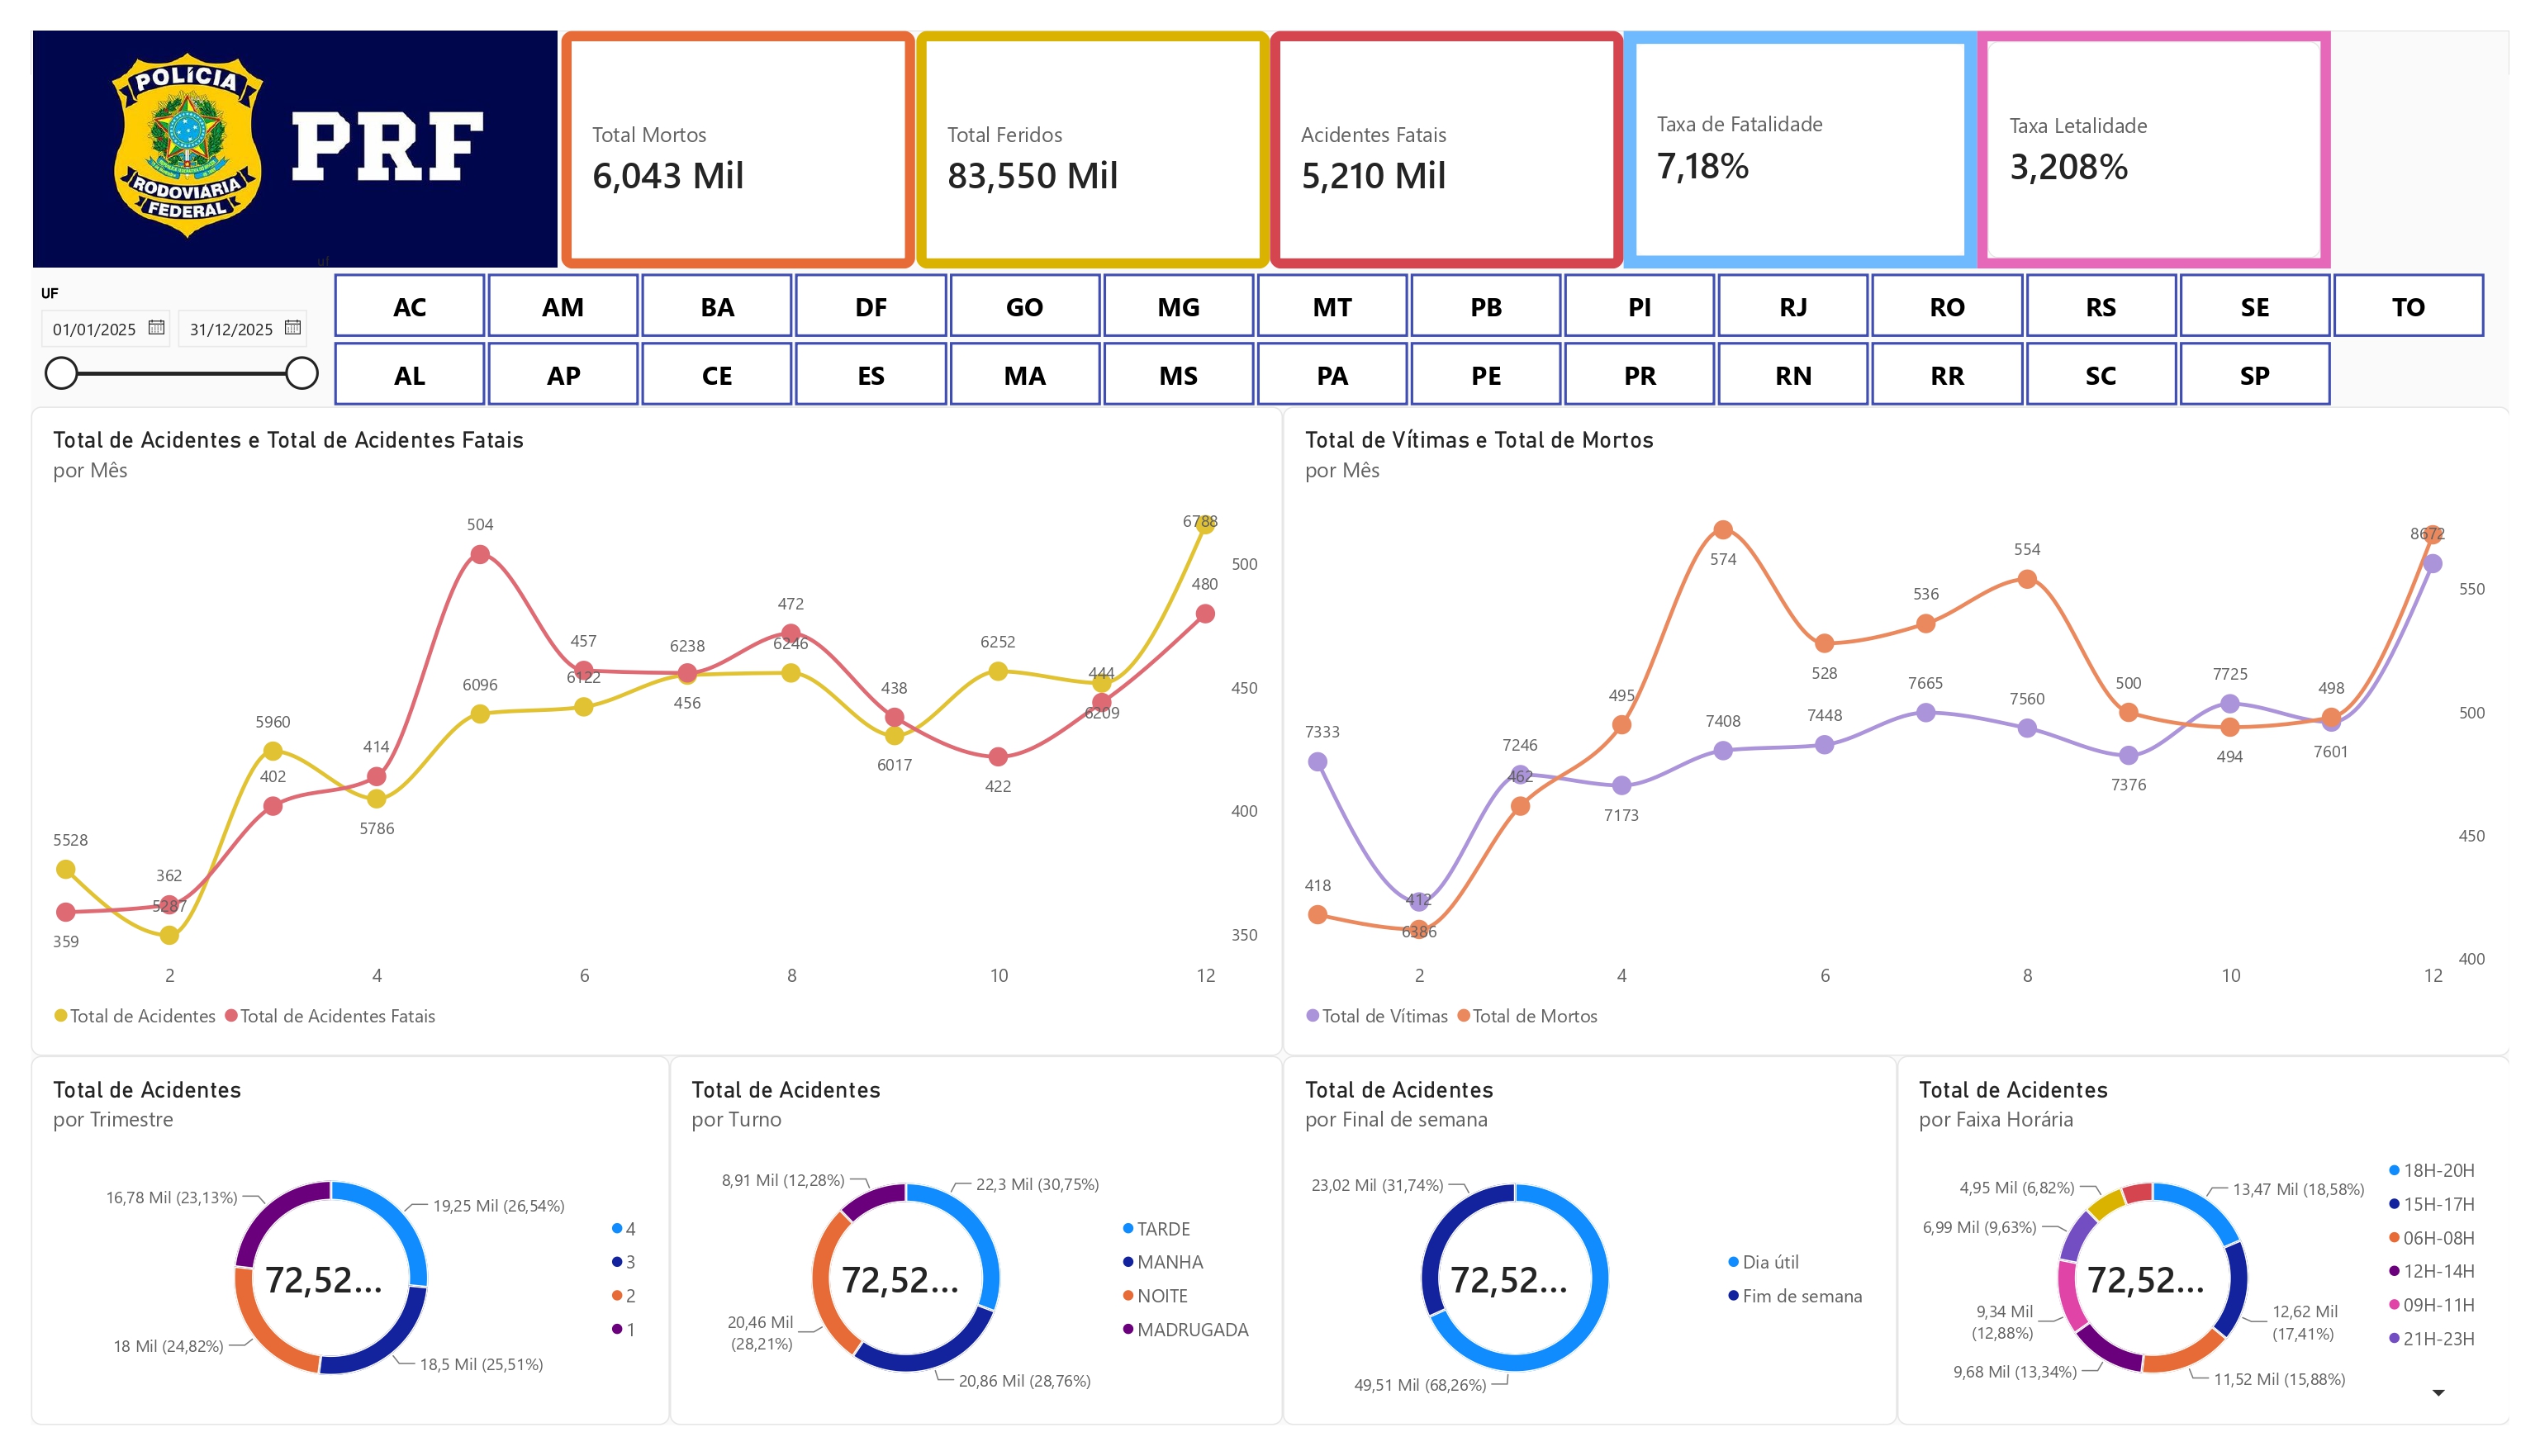 POLÍCIA
RODOVIÁRIA
FEDERAL
PRF
Total Mortos
6,043 Mil
Total Feridos
83,550 Mil
Acidentes Fatais
5,210 Mil
Taxa de Fatalidade
7,18%
Taxa Letalidade
3,208%
uf
UF
01/01/2025
31/12/2025
AC AM BA DF GO MG MT PB PI RJ RO RS SE TO
AL AP CE ES MA MS PA PE PR RN RR SC SP
Total de Acidentes e Total de Acidentes Fatais
por Mês
5528
359
362
5287
5960
402
414
5786
504
6096
457
6122
6238
456
472
6246
438
6017
6252
422
444
6209
6788
480
500
450
400
350
2 4 6 8 10 12
Total de Acidentes Total de Acidentes Fatais
Total de Vítimas e Total de Mortos
por Mês
7333
418
412
6386
7246
462
495
7173
574
7408
528
7448
536
7665
554
7560
500
7376
7725
494
498
7601
8672
550
500
450
400
2 4 6 8 10 12
Total de Vítimas Total de Mortos
Total de Acidentes
por Trimestre
16,78 Mil (23,13%)
19,25 Mil (26,54%)
18 Mil (24,82%)
18,5 Mil (25,51%)
72,52...
4
3
2
1
Total de Acidentes
por Turno
8,91 Mil (12,28%)
22,3 Mil (30,75%)
20,46 Mil
(28,21%)
20,86 Mil (28,76%)
72,52...
TARDE
MANHA
NOITE
MADRUGADA
Total de Acidentes
por Final de semana
23,02 Mil (31,74%)
49,51 Mil (68,26%)
72,52...
Dia útil
Fim de semana
Total de Acidentes
por Faixa Horária
4,95 Mil (6,82%)
13,47 Mil (18,58%)
6,99 Mil (9,63%)
9,34 Mil
(12,88%)
12,62 Mil
(17,41%)
9,68 Mil (13,34%)
11,52 Mil (15,88%)
72,52...
18H-20H
15H-17H
06H-08H
12H-14H
09H-11H
21H-23H